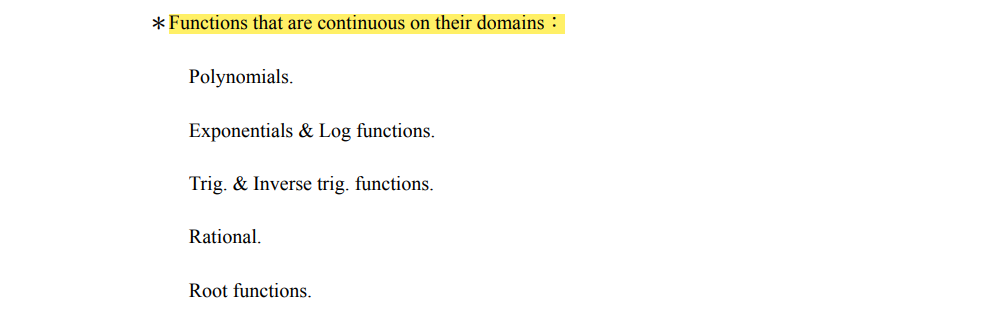 ＊Functions that are continuous on their domains：
Polynomials.
Exponentials & Log functions.
Trig. & Inverse trig. functions.
Rational.
Root functions.